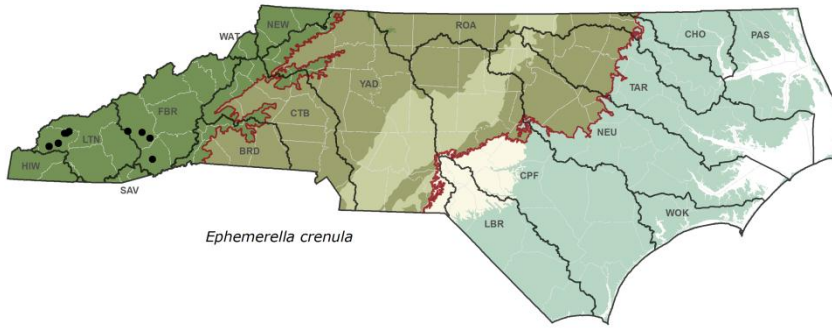 NEW
WAT
ROA
CHO
PAS
YAD
TAR
FBR
CTB
LTN
NEU
BRD
HIW
CPF
SAV
WOK
LBR
Ephemerella crenula